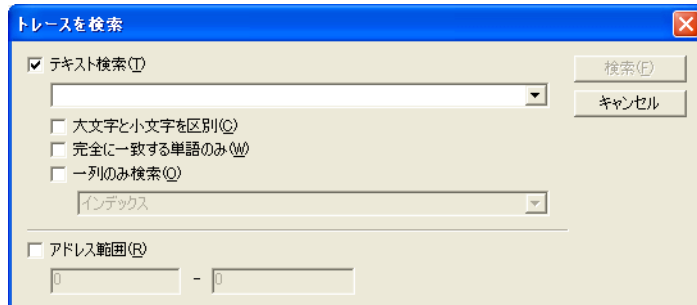 トレースを検索
テキスト検索(T)
検索(F)
キャンセル
大文字と小文字を区別(C)
完全に一致する単語のみ(W)
一列のみ検索(O)
インデックス
アドレス範囲(R)
0 - 0